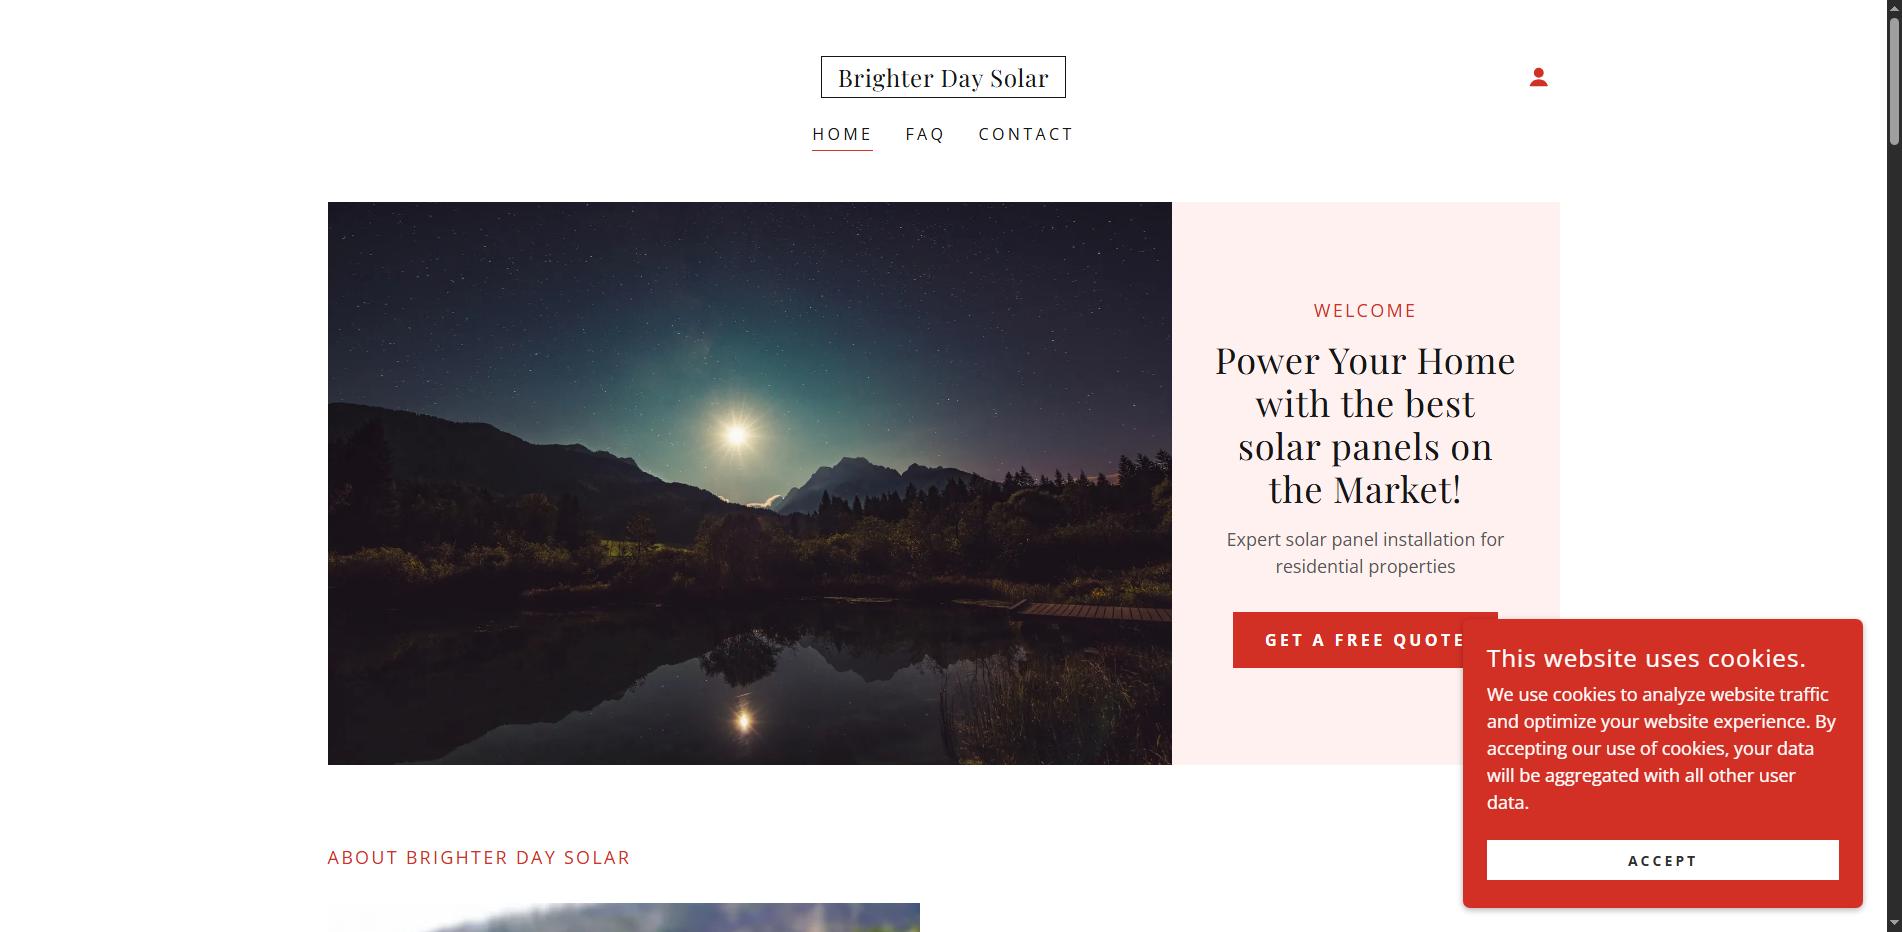 Brighter Day Solar
HOME FAQ CONTACT
WELCOME
Power Your Home
with the best
solar panels on
the Market!
Expert solar panel installation for
residential properties
GET A FREE QUOTE
This website uses cookies.
We use cookies to analyze website traffic
and optimize your website experience. By
accepting our use of cookies, your data
will be aggregated with all other user
data.
ACCEPT
ABOUT BRIGHTER DAY SOLAR